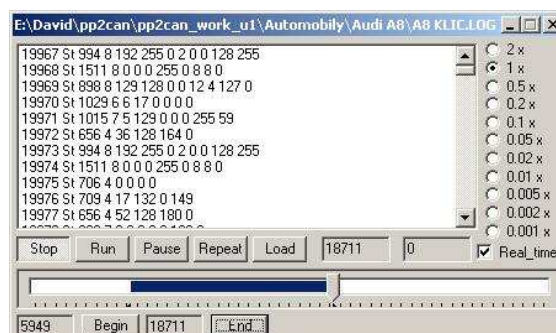 E:\David\pp2can\pp2can_work_u1\Automobily\Audi A8\A8 KLIC.LOG
19967 St 994 8 192 255 0 2 0 0 128 255
19968 St 1511 8 0 0 0 255 0 8 8 0
19969 St 898 8 129 128 0 0 12 4 127 0
19970 St 1029 6 6 17 0 0 0 0
19971 St 1015 7 5 129 0 0 0 255 59
19972 St 656 4 36 128 164 0
19973 St 994 8 192 255 0 2 0 0 128 255
19974 St 1511 8 0 0 0 255 0 8 8 0
19975 St 706 4 0 0 0 0
19976 St 709 4 17 132 0 149
19977 St 656 4 52 128 180 0
2 x
1 x
0.5 x
0.2 x
0.1 x
0.05 x
0.02 x
0.01 x
0.005 x
0.002 x
0.001 x
Stop Run Pause Repeat Load 18711 0 Real_time
5949 Begin 18711 End